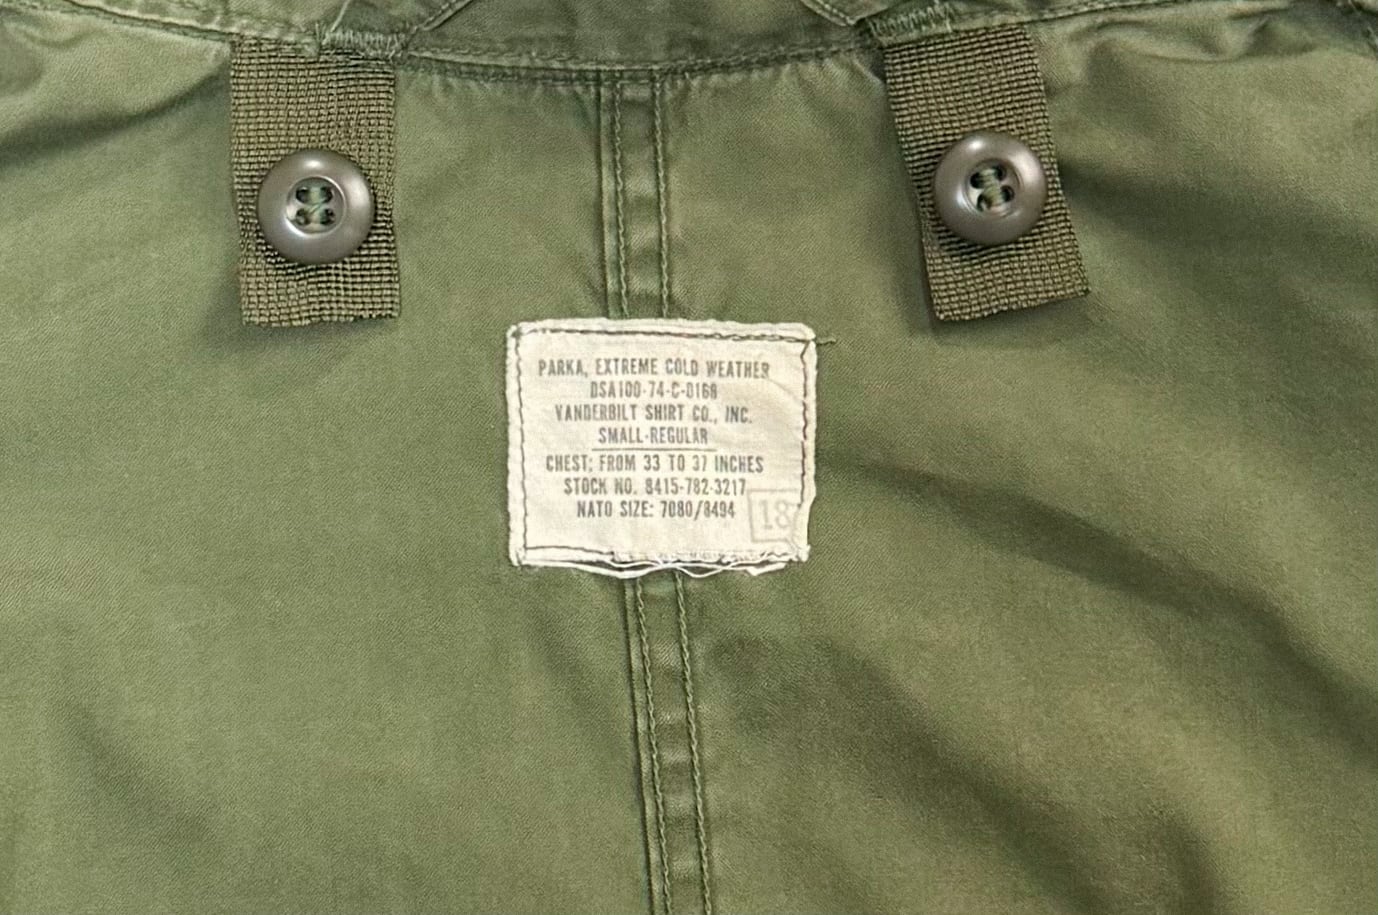 PARKA, EXTREME COLD WEATHER
DSA100-74-C-0168
VANDERBILT SHIRT CO., INC.
SMALL-REGULAR
CHEST: FROM 33 TO 37 INCHES
STOCK NO. 8415-782-3217
NATO SIZE: 7080/8494
18